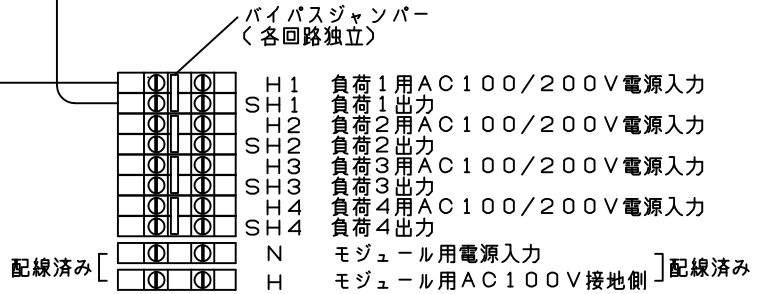 バイパスジャンパー
(各回路独立)
H1 負荷1用AC100/200V電源入力
SH1 負荷1出力
H2 負荷2用AC100/200V電源入力
SH2 負荷2出力
H3 負荷3用AC100/200V電源入力
SH3 負荷3出力
H4 負荷4用AC100/200V電源入力
SH4 負荷4出力
配線済み N モジュール用電源入力 配線済み
H モジュール用AC100V接地側